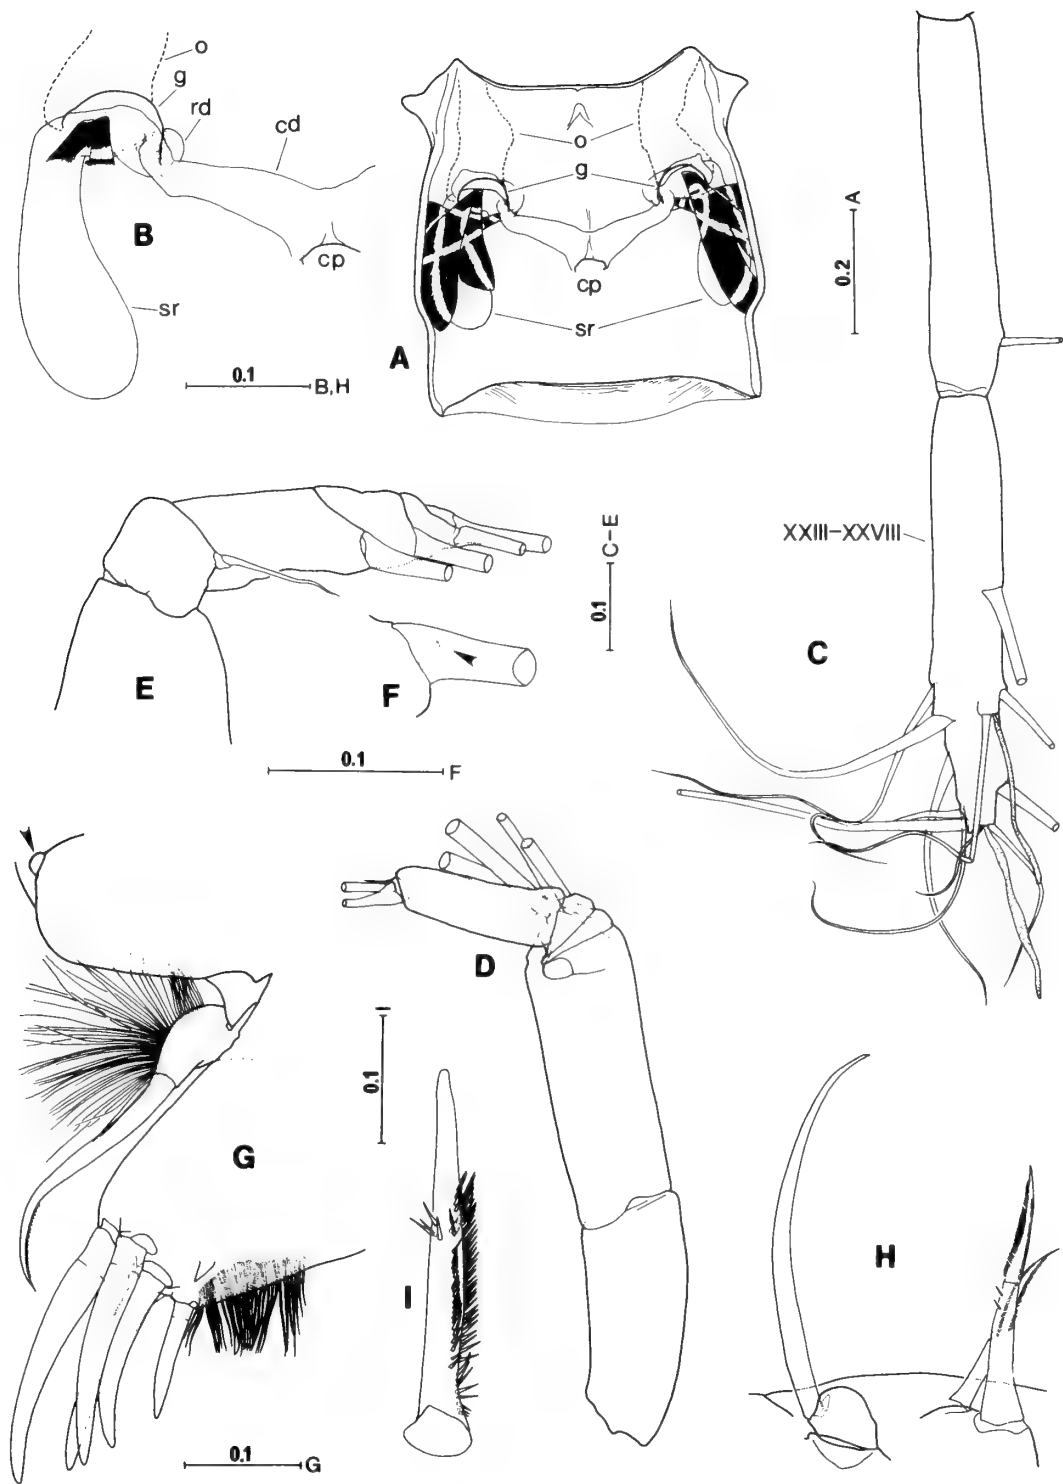 o
g
rd
cd
B
cp
sr
0.1 B,H
o
g
cp
sr
A
0.2 A
XXIII–XXVIII
C
0.1 C–E
E
F
0.1 F
D
G
0.1 I
I
H
0.1 G